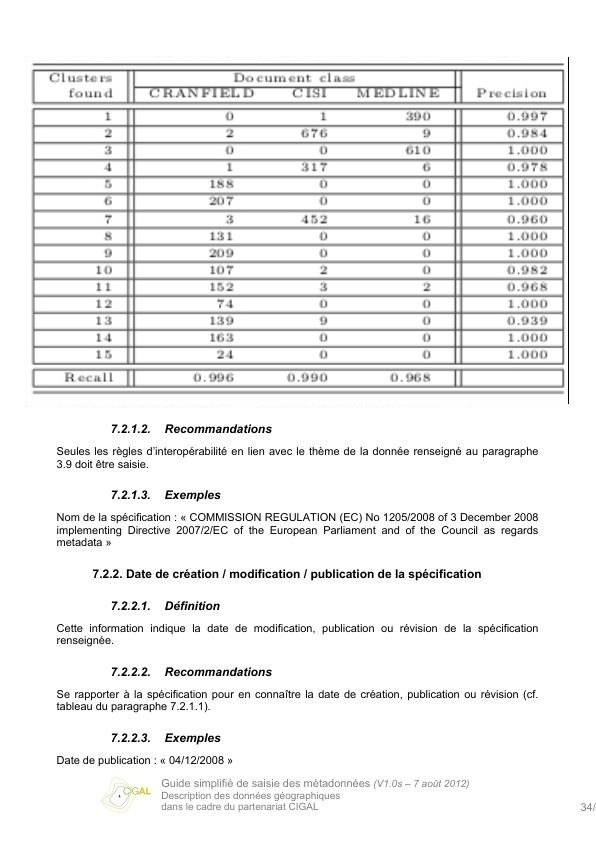 Clusters Document class
found CRANFIELD CISI MEDLINE Precision
1 0 1 390 0.997
2 2 676 9 0.984
3 0 0 610 1.000
4 1 317 6 0.978
5 188 0 0 1.000
6 207 0 0 1.000
7 3 452 16 0.960
8 131 0 0 1.000
9 209 0 0 1.000
10 107 2 0 0.982
11 152 3 2 0.968
12 74 0 0 1.000
13 139 9 0 0.939
14 163 0 0 1.000
15 24 0 0 1.000
Recall 0.996 0.990 0.968
7.2.1.2. Recommandations
Seules les règles d'interopérabilité en lien avec le thème de la donnée renseigné au paragraphe
3.9 doit être saisie.
7.2.1.3. Exemples
Nom de la spécification : « COMMISSION REGULATION (EC) No 1205/2008 of 3 December 2008
implementing Directive 2007/2/EC of the European Parliament and of the Council as regards
metadata »
7.2.2. Date de création / modification / publication de la spécification
7.2.2.1. Définition
Cette information indique la date de modification, publication ou révision de la spécification
renseignée.
7.2.2.2. Recommandations
Se rapporter à la spécification pour en connaître la date de création, publication ou révision (cf.
tableau du paragraphe 7.2.1.1).
7.2.2.3. Exemples
Date de publication : « 04/12/2008 »
CIGAL
Guide simplifié de saisie des métadonnées (V1.0s – 7 août 2012)
Description des données géographiques
dans le cadre du partenariat CIGAL
34/